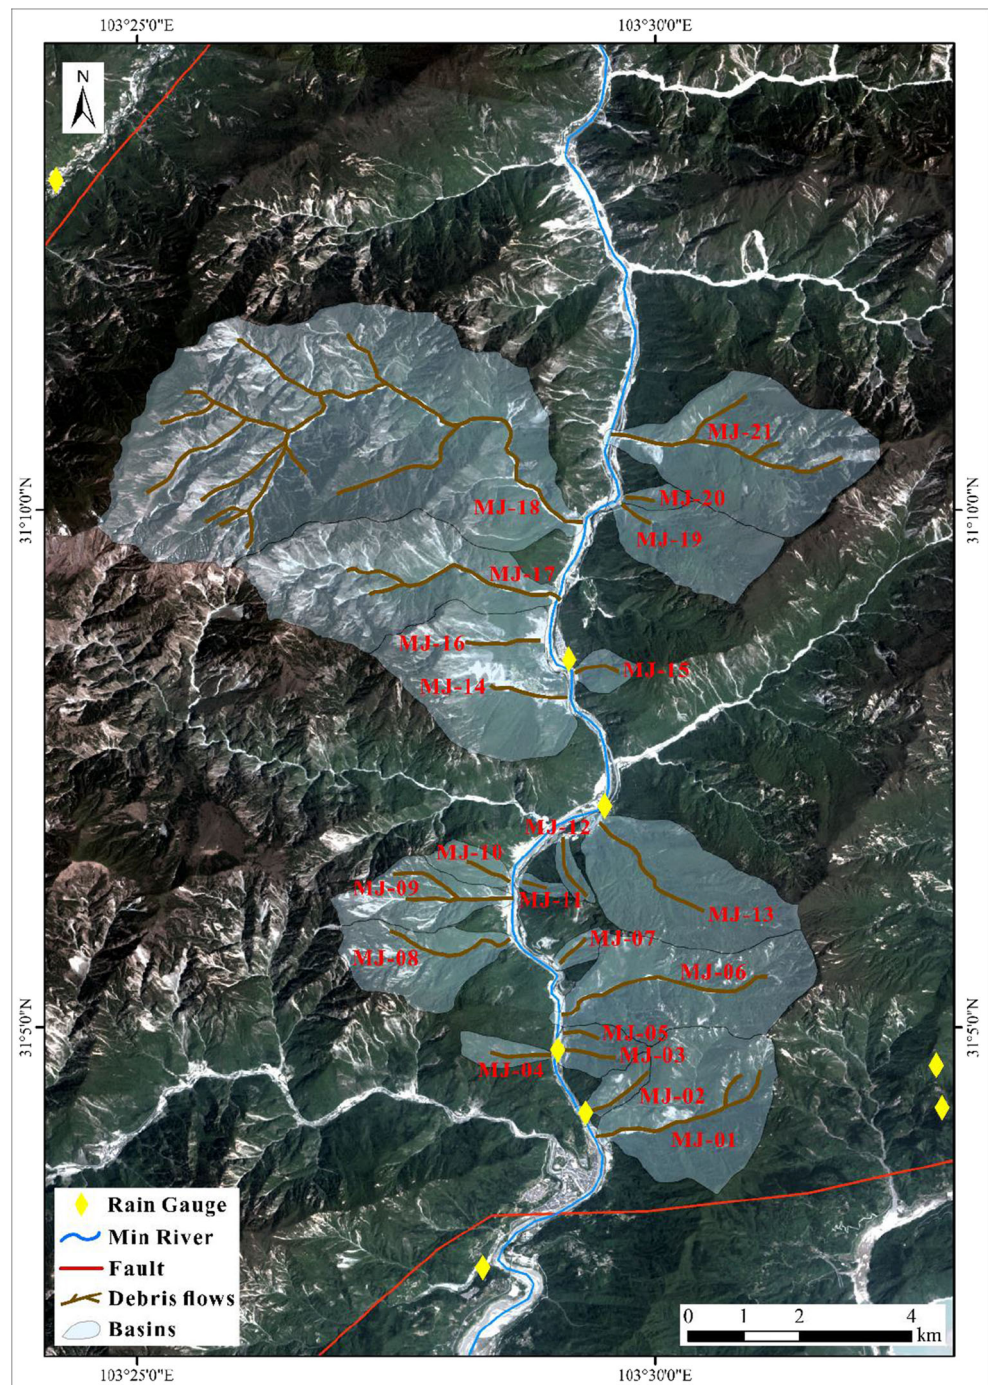 103°25'0"E
103°30'0"E
N
MJ-21
MJ-20
MJ-18
31°10'0"N
31°10'0"N
MJ-19
MJ-17
MJ-16
MJ-15
MJ-14
MJ-12
MJ-10
MJ-09
MJ-11
MJ-13
MJ-07
MJ-08
MJ-06
31°5'0"N
31°5'0"N
MJ-05
MJ-03
MJ-04
MJ-02
MJ-01
Rain Gauge
Min River
Fault
Debris flows
Basins
0 1 2 4
km
103°25'0"E
103°30'0"E